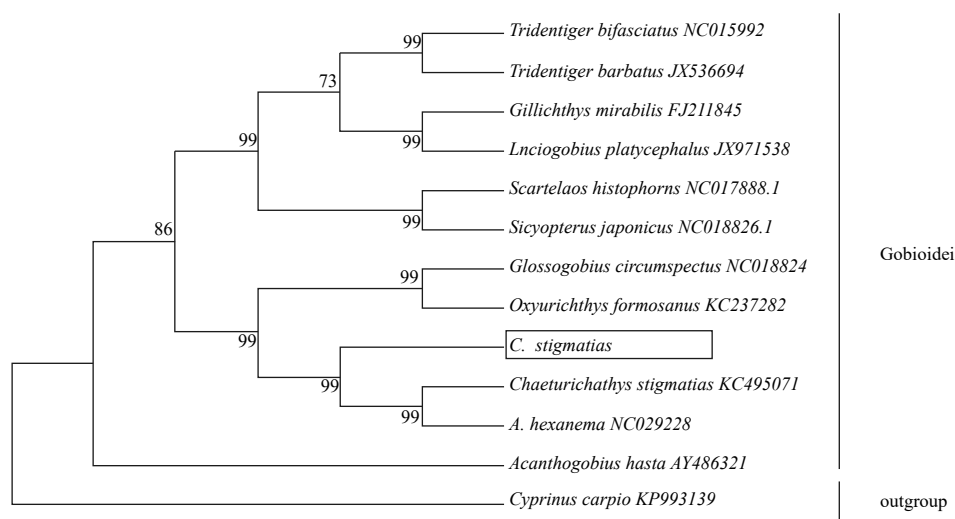 99
Tridentiger bifasciatus NC015992
Tridentiger barbatus JX536694
73
99
Gillichthys mirabilis FJ211845
99
Lnciogobius platycephalus JX971538
Scartelaos histophorns NC017888.1
99
Sicyopterus japonicus NC018826.1
86
Gobioidei
Glossogobius circumspectus NC018824
99
Oxyurichthys formosanus KC237282
99
C. stigmatias
99
Chaeturichathys stigmatias KC495071
99
A. hexanema NC029228
Acanthogobius hasta AY486321
Cyprinus carpio KP993139
outgroup